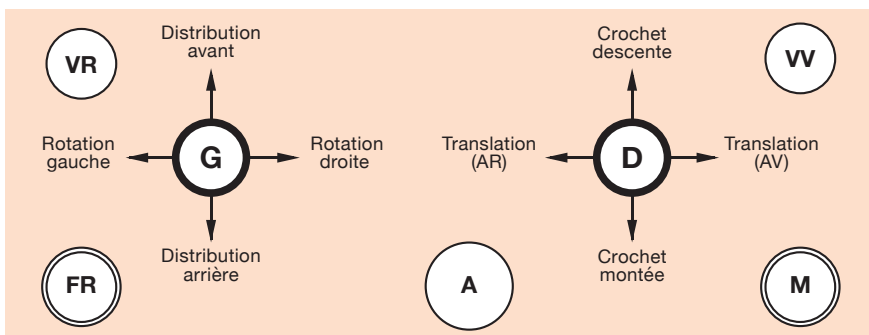 VR
Distribution
avant
Rotation
gauche
G
Rotation
droite
Distribution
arrière
FR
Crochet
descente
VV
Translation
(AR)
D
Translation
(AV)
Crochet
montée
A
M